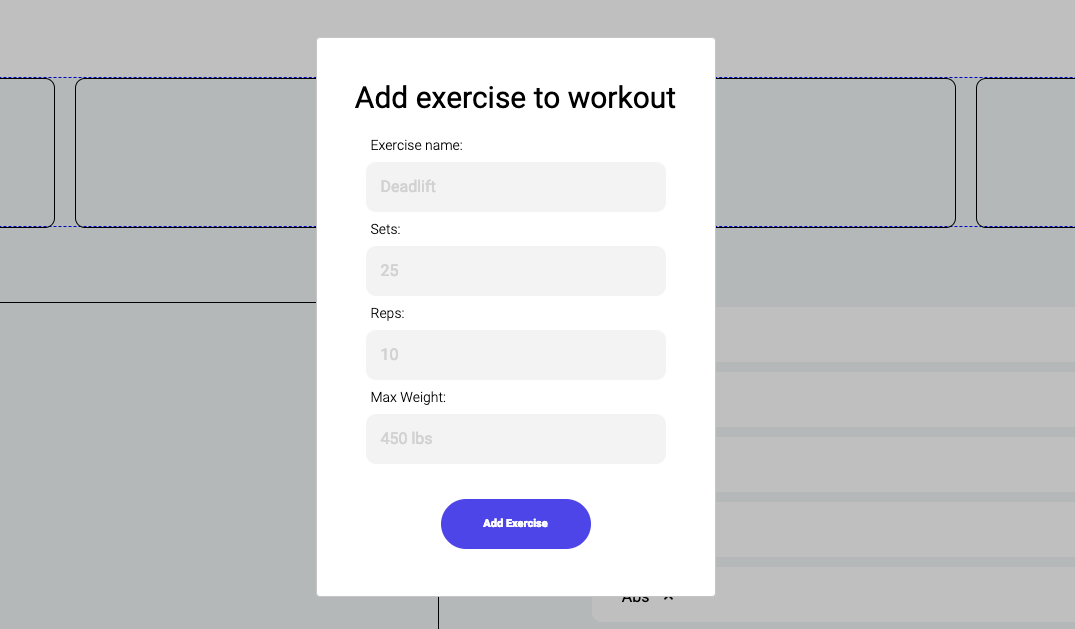 Add exercise to workout
Exercise name:
Deadlift
Sets:
25
Reps:
10
Max Weight:
450 lbs
Add Exercise
Abs